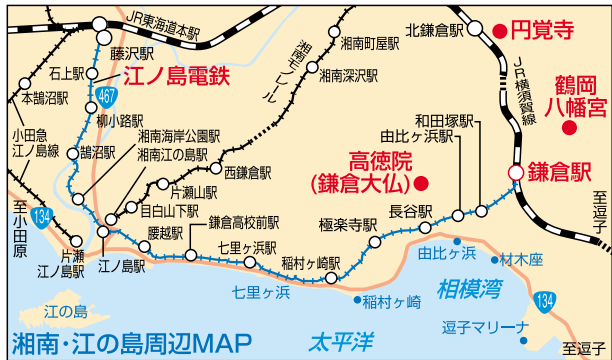 JR東海道本線
藤沢駅
石上駅
江ノ島電鉄
467
本鵠沼駅
柳小路駅
小田急
江ノ島線
鵠沼駅
湘南海岸公園駅
湘南江の島駅
湘南モノレール
湘南町屋駅
湘南深沢駅
北鎌倉駅
円覚寺
JR横須賀線
鶴岡
八幡宮
和田塚駅
由比ヶ浜駅
高徳院
(鎌倉大仏)
鎌倉駅
西鎌倉駅
片瀬山駅
目白山下駅
至小田原
134
片瀬
江ノ島駅
江ノ島駅
腰越駅
鎌倉高校前駅
七里ヶ浜駅
稲村ヶ崎駅
極楽寺駅
長谷駅
至逗子
由比ヶ浜
材木座
七里ヶ浜
稲村ヶ崎
相模湾
134
江の島
逗子マリーナ
湘南・江の島周辺MAP
太平洋
至逗子